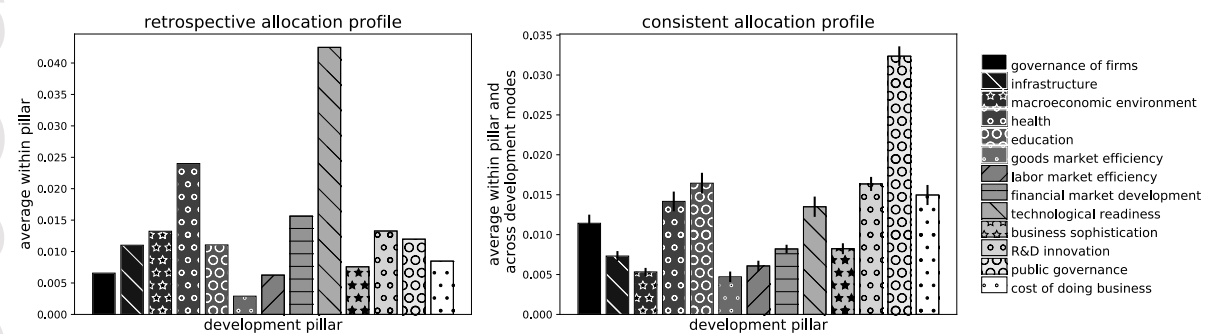 retrospective allocation profile
average within pillar
0.040
0.035
0.030
0.025
0.020
0.015
0.010
0.005
0.000
development pillar
consistent allocation profile
average within pillar and
across development modes
0.035
0.030
0.025
0.020
0.015
0.010
0.005
0.000
development pillar
governance of firms
infrastructure
macroeconomic environment
health
education
goods market efficiency
labor market efficiency
financial market development
technological readiness
business sophistication
R&D innovation
public governance
cost of doing business